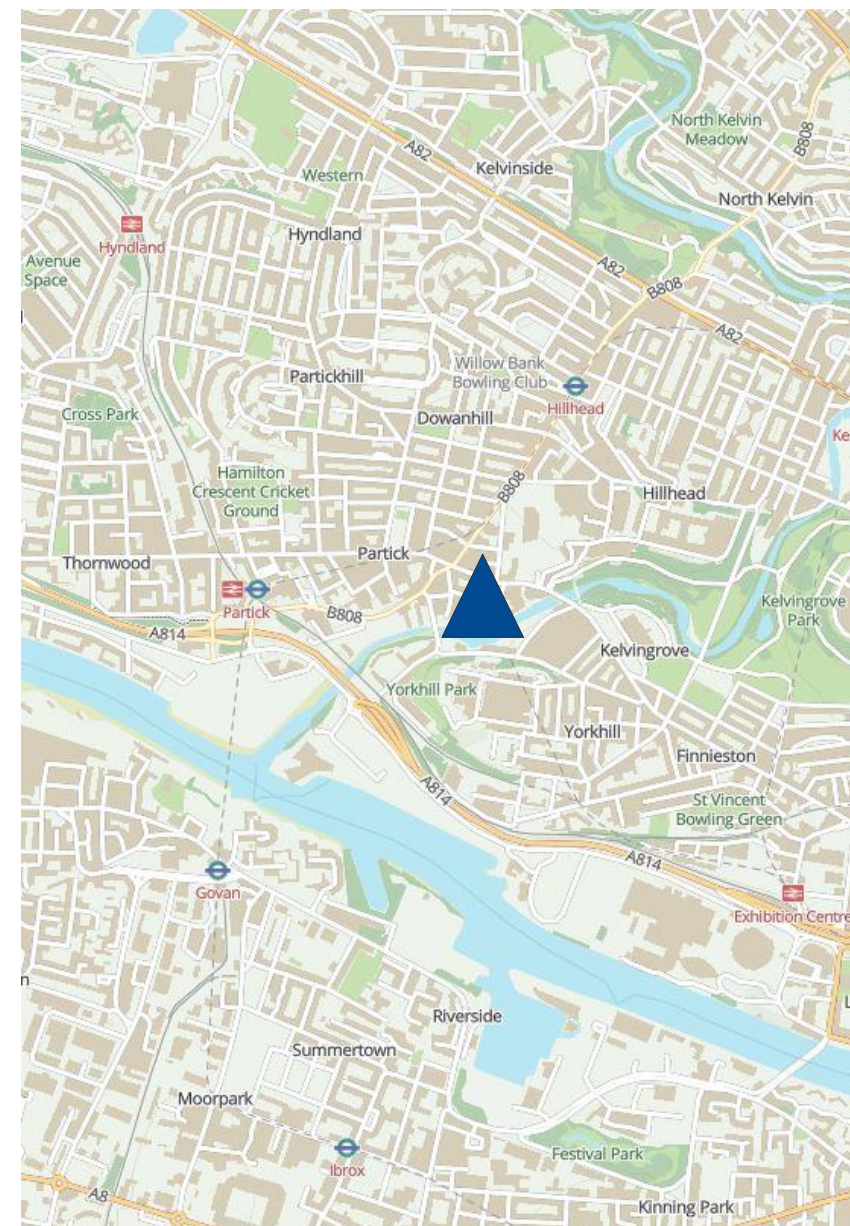 North Kelvin
Meadow
B808
A82
Kelvinside
Western
North Kelvin
Hyndland
Hyndland
Avenue
Space
A82
B808
A82
Willow Bank
Bowling Club
Partickhill
Hillhead
Dowanhill
Cross Park
Ke
Hamilton
Crescent Cricket
Ground
B808
Hillhead
Partick
Thornwood
Partick
B808
A814
Kelvingrove
Park
Kelvingrove
Yorkhill Park
Yorkhill
Finnieston
A814
St Vincent
Bowling Green
A814
Govan
Exhibition Centre
n
L
Riverside
Summertown
Moorpark
Ibrox
Festival Park
A8
Kinning Park